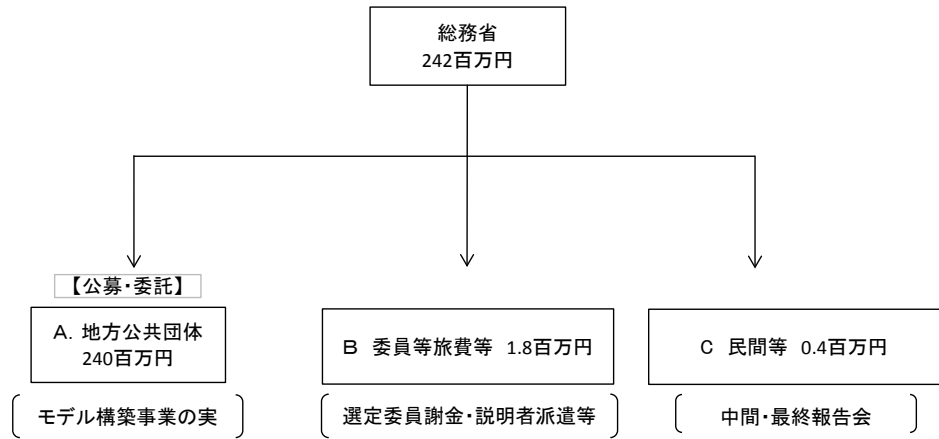 総務省
242百万円
【公募・委託】
A. 地方公共団体
240百万円
B 委員等旅費等 1.8百万円
C 民間等 0.4百万円
モデル構築事業の実
選定委員謝金・説明者派遣等
中間・最終報告会